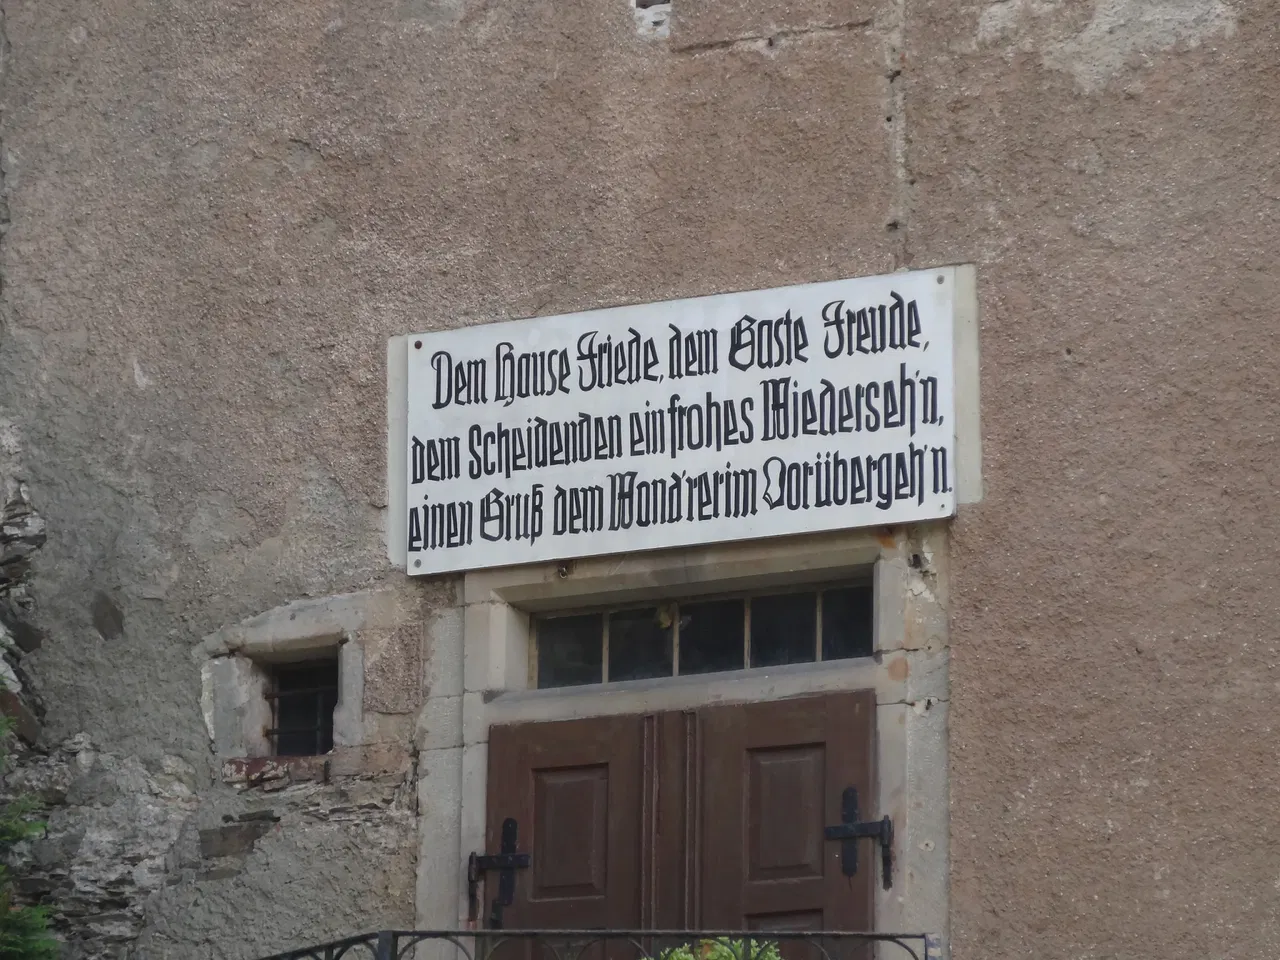 Dem Hause Friede, dem Gaste Freude,
dem Scheidenden ein frohes Wiederseh'n,
einen Gruß dem Wand'rer im Vorübergeh'n.